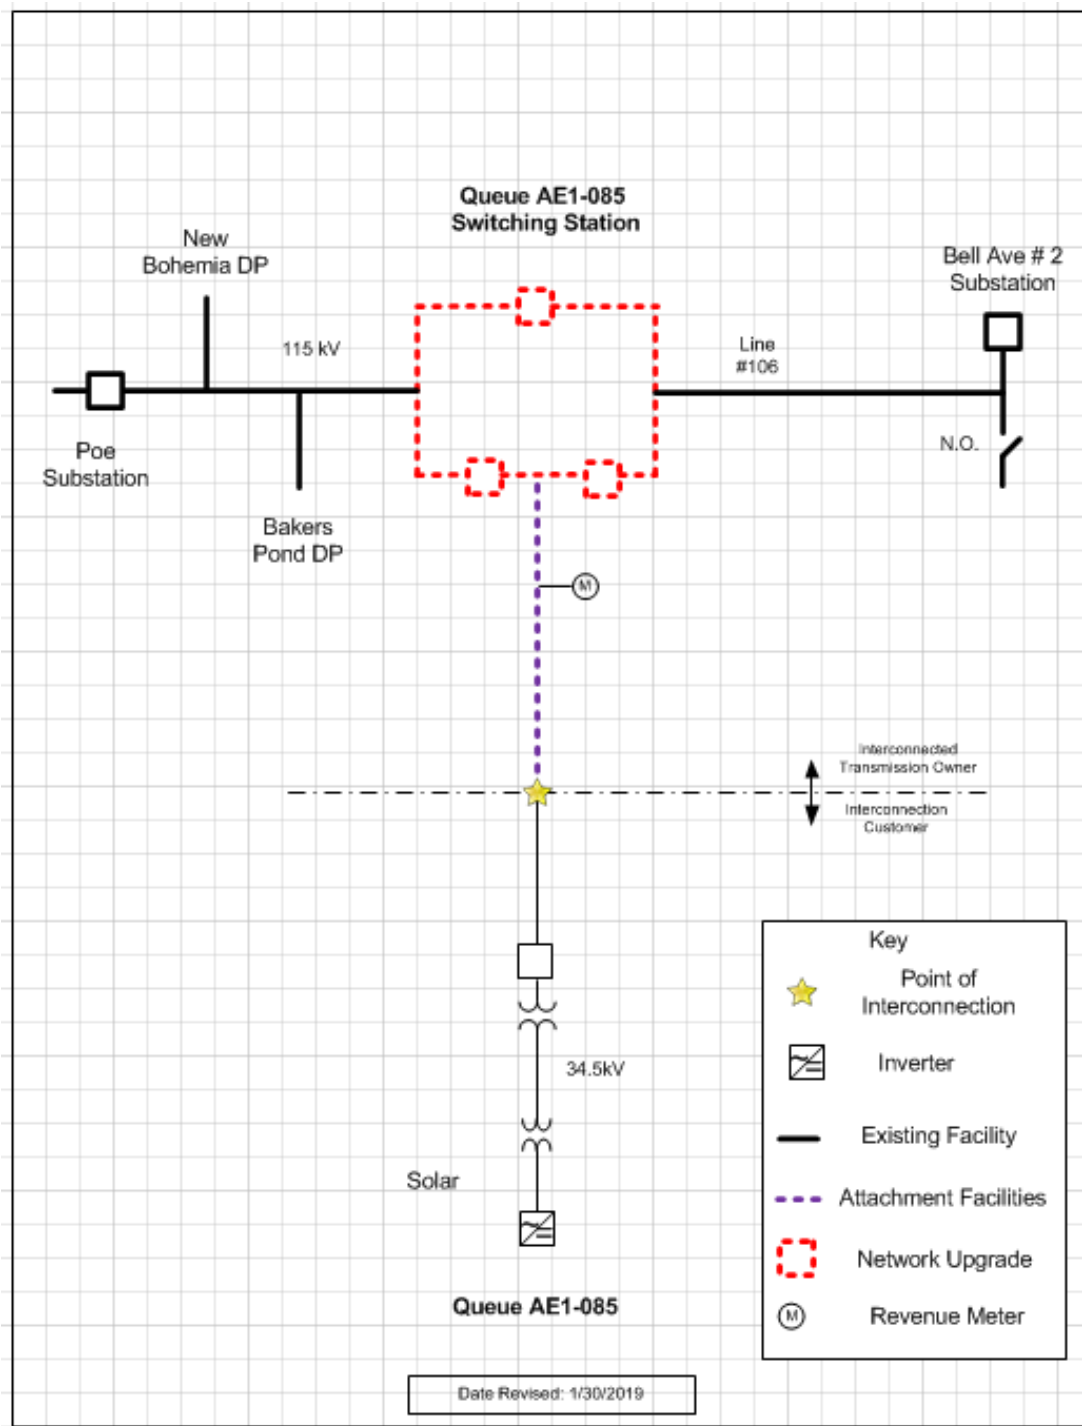 Queue AE1-085
Switching Station
New
Bohemia DP
Bell Ave # 2
Substation
115 kV
Line
#106
Poe
Substation
N.O.
Bakers
Pond DP
M
Interconnected
Transmission Owner
Interconnection
Customer
34.5kV
Solar
Queue AE1-085
Key
Point of
Interconnection
Inverter
Existing Facility
Attachment Facilities
Network Upgrade
M
Revenue Meter
Date Revised: 1/30/2019